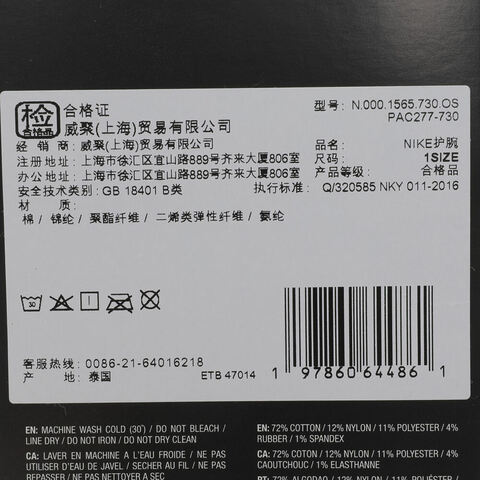 检
合格品
合格证
威聚(上海)贸易有限公司
型号: N.000.1565.730.OS
PAC277-730
经 销 商: 威聚(上海)贸易有限公司
品名: NIKE护腕
注册地址: 上海市徐汇区宜山路889号齐来大厦806室
尺码: 1SIZE
办公地址: 上海市徐汇区宜山路889号齐来大厦806室
产品等级: 合格品
安全技术类别: GB 18401 B类
执行标准: Q/320585 NKY 011-2016
材 质:
棉/ 锦纶/ 聚酯纤维/ 二烯类弹性纤维/ 氨纶
30
客服热线: 0086-21-64016218
产 地: 泰国
ETB 47014
1 97860 64486 1
EN: MACHINE WASH COLD (30°) / DO NOT BLEACH/
LINE DRY / DO NOT IRON / DO NOT DRY CLEAN
CA: LAVER EN MACHINE A L'EAU FROIDE / NE PAS
UTILISER D'EAU DE JAVEL / SECHER AU FIL SUR
EN: 72% COTTON / 12% NYLON / 11% POLYESTER / 4%
RUBBER / 1% SPANDEX
CA: 72% COTON / 12% NYLON / 11% POLYESTER / 4%
CAOUTCHOUC / 1% ELASTHANNE
PT: 72% ALGODAO / 12% NYLON / 11% POLIÉSTER /